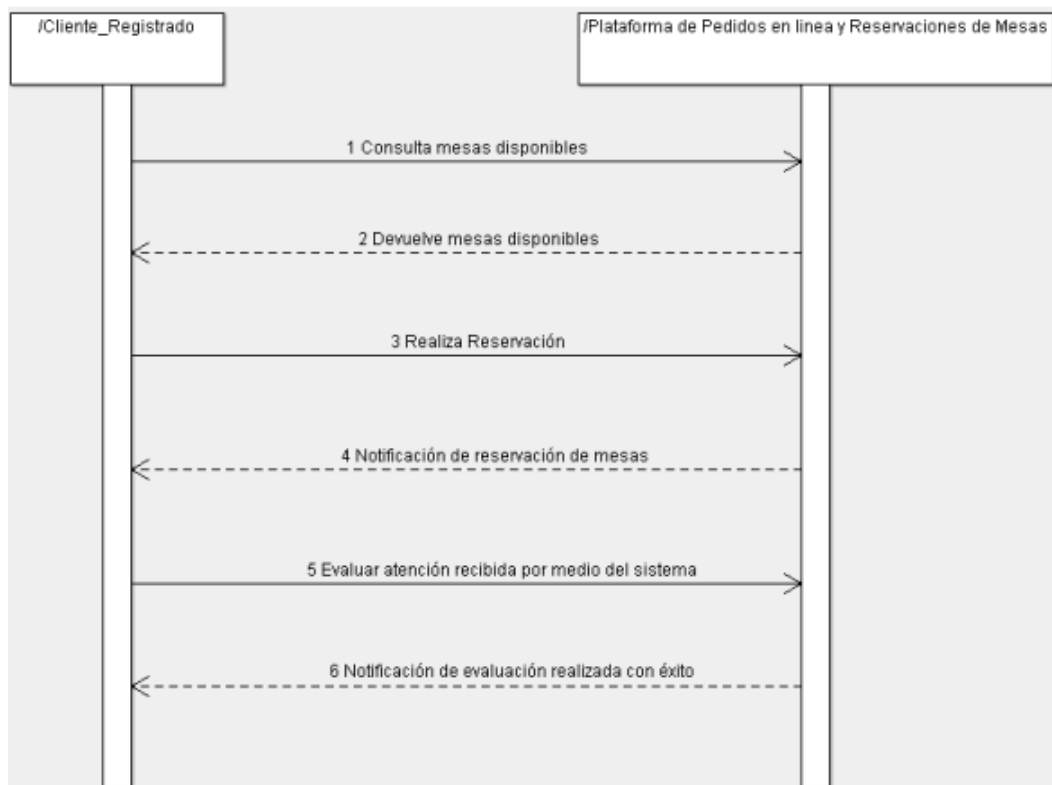 /Cliente_Registrado
/Plataforma de Pedidos en linea y Reservaciones de Mesas
1 Consulta mesas disponibles
2 Devuelve mesas disponibles
3 Realiza Reservación
4 Notificación de reservación de mesas
5 Evaluar atención recibida por medio del sistema
6 Notificación de evaluación realizada con éxito